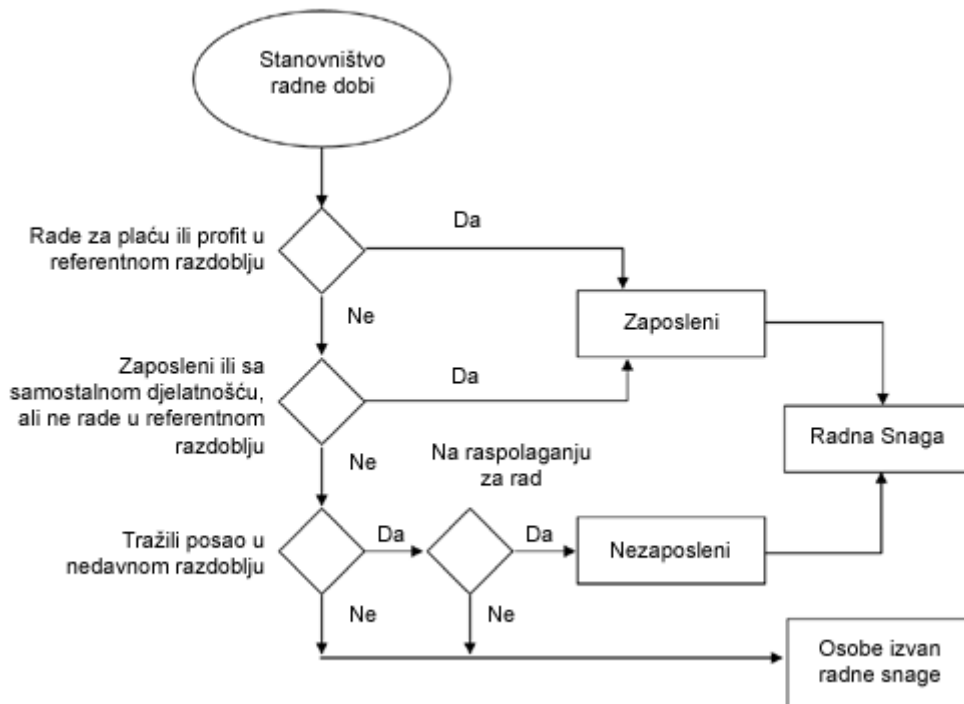 Stanovništvo
radne dobi
Da
Rade za plaću ili profit u
referentnom razdoblju
Ne
Zaposleni
Zaposleni ili sa
samostalnom djelatnošću,
ali ne rade u referentnom
razdoblju
Da
Radna Snaga
Ne
Na raspolaganju
za rad
Tražili posao u
nedavnom razdoblju
Da
Da
Nezaposleni
Ne
Ne
Osobe izvan
radne snage